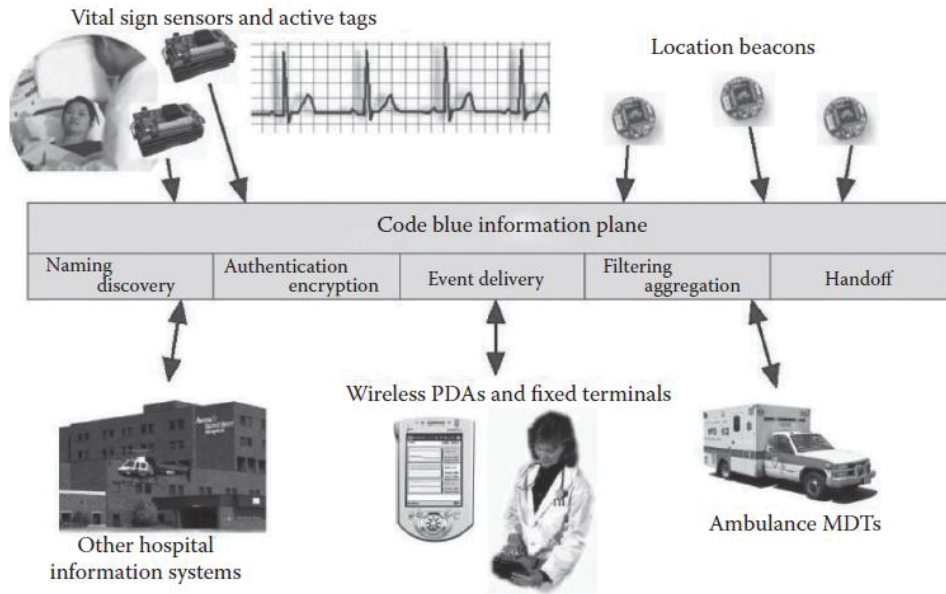 Vital sign sensors and active tags
Location beacons
Code blue information plane
Naming
discovery
Authentication
encryption
Event delivery
Filtering
aggregation
Handoff
Wireless PDAs and fixed terminals
Other hospital
information systems
Ambulance MDTs